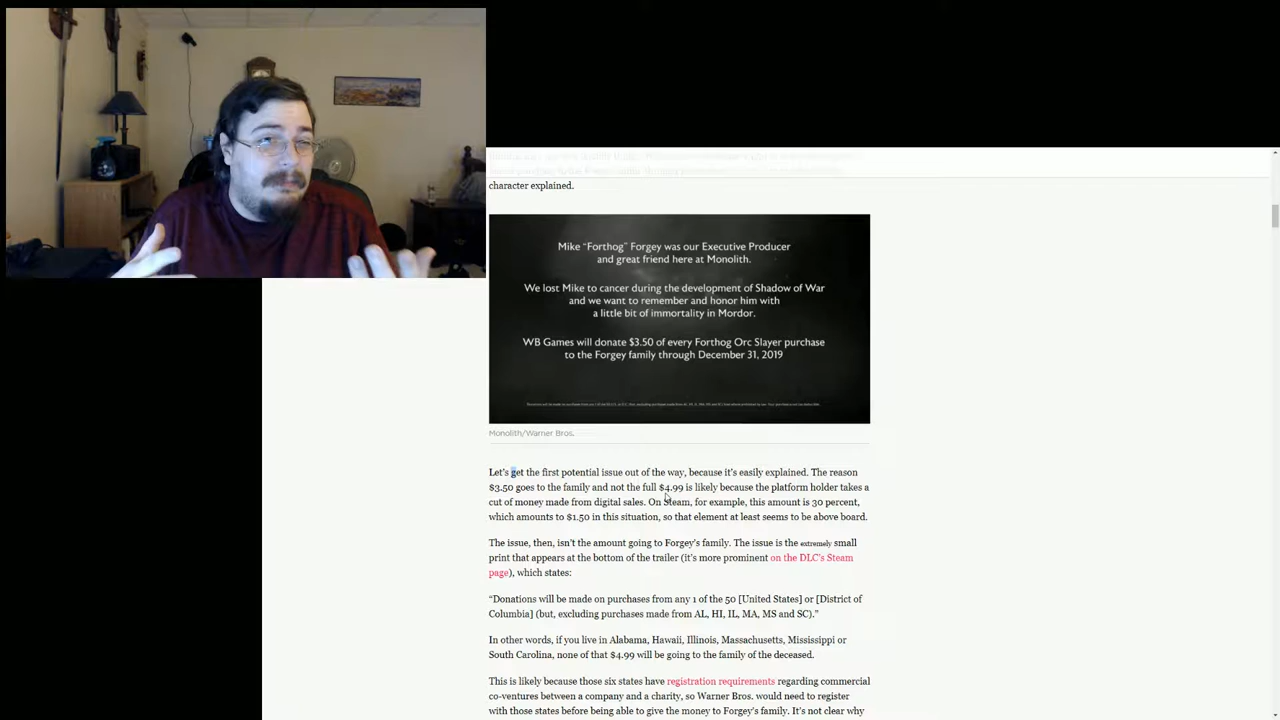 character explained.
Mike “Forthog” Forgey was our Executive Producer
and great friend here at Monolith.
We lost Mike to cancer during the development of Shadow of War
and we want to remember and honor him with
a little bit of immortality in Mordor.
WB Games will donate $3.50 of every Forthog Orc Slayer purchase
to the Forgey family through December 31, 2019
Monolith/Warner Bros.
Let's get the first potential issue out of the way, because it's easily explained. The reason
$3.50 goes to the family and not the full $4.99 is likely because the platform holder takes a
cut of money made from digital sales. On Steam, for example, this amount is 30 percent,
which amounts to $1.50 in this situation, so that element at least seems to be above board.
The issue, then, isn't the amount going to Forgey's family. The issue is the extremely small
print that appears at the bottom of the trailer (it's more prominent on the DLC's Steam
page), which states:
“Donations will be made on purchases from any 1 of the 50 [United States] or [District of
Columbia] (but, excluding purchases made from AL, HI, IL, MA, MS and SC).”
In other words, if you live in Alabama, Hawaii, Illinois, Massachusetts, Mississippi or
South Carolina, none of that $4.99 will be going to the family of the deceased.
This is likely because those six states have registration requirements regarding commercial
co-ventures between a company and a charity, so Warner Bros. would need to register
with those states before being able to give the money to Forgey's family. It's not clear why